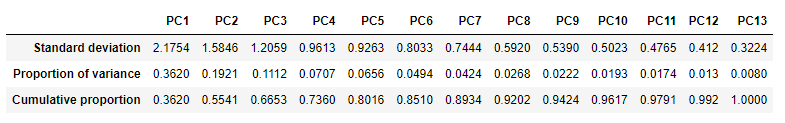 PC1 PC2 PC3 PC4 PC5 PC6 PC7 PC8 PC9 PC10 PC11 PC12 PC13
Standard deviation 2.1754 1.5846 1.2059 0.9613 0.9263 0.8033 0.7444 0.5920 0.5390 0.5023 0.4765 0.412 0.3224
Proportion of variance 0.3620 0.1921 0.1112 0.0707 0.0656 0.0494 0.0424 0.0268 0.0222 0.0193 0.0174 0.013 0.0080
Cumulative proportion 0.3620 0.5541 0.6653 0.7360 0.8016 0.8510 0.8934 0.9202 0.9424 0.9617 0.9791 0.992 1.0000